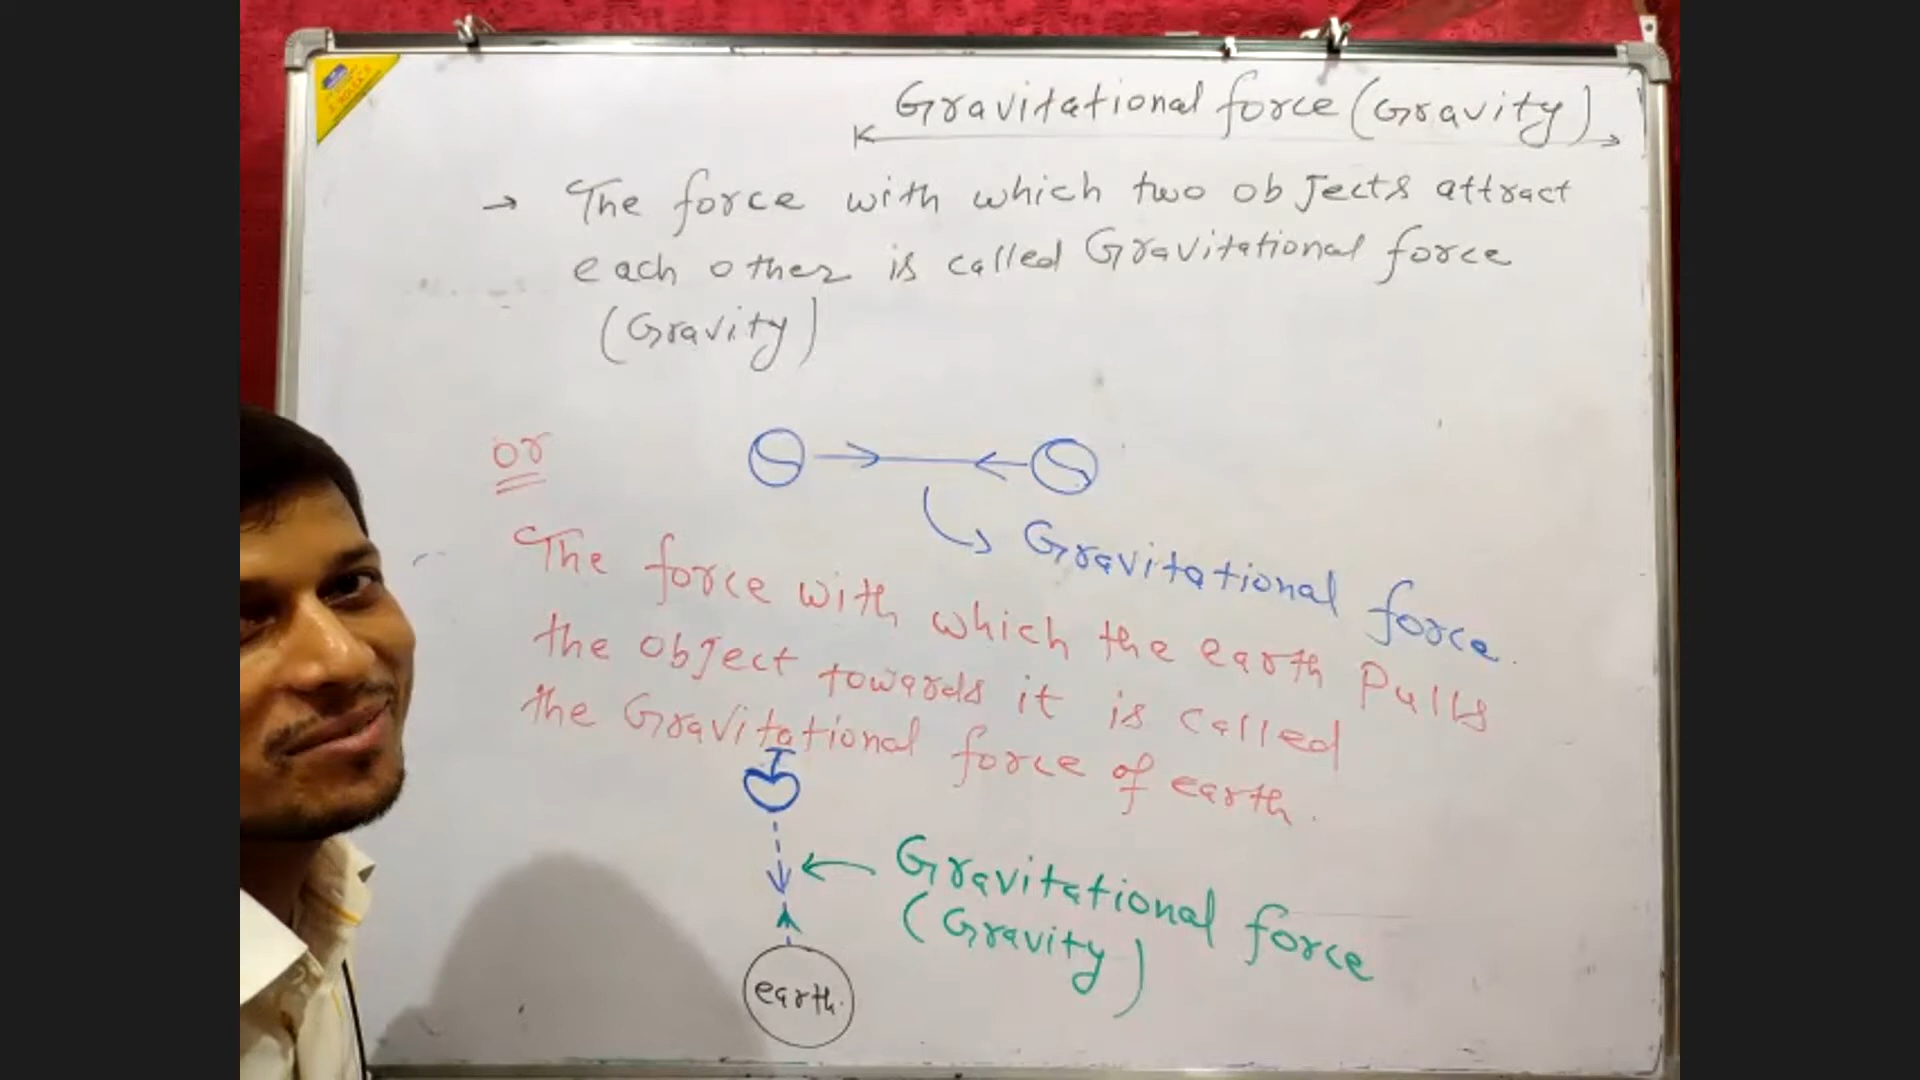 Gravitational force (Gravity)
→ The force with which two objects attract
each other is called Gravitational force
(Gravity)
or
Gravitational force.
The force with which the earth Pulls
the object towards it is called
the Gravitational force of earth.
Gravitational force
(Gravity)
earth.